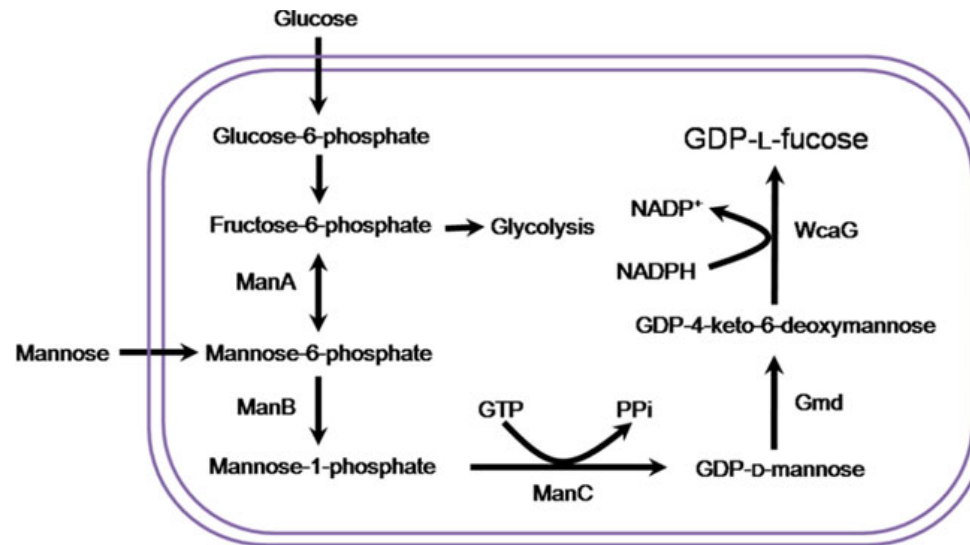 Glucose
Glucose-6-phosphate
Fructose-6-phosphate
Glycolysis
ManA
Mannose
Mannose-6-phosphate
ManB
Mannose-1-phosphate
GTP
PPi
ManC
GDP-D-mannose
Gmd
GDP-4-keto-6-deoxymannose
NADPH
NADP⁺
WcaG
GDP-L-fucose